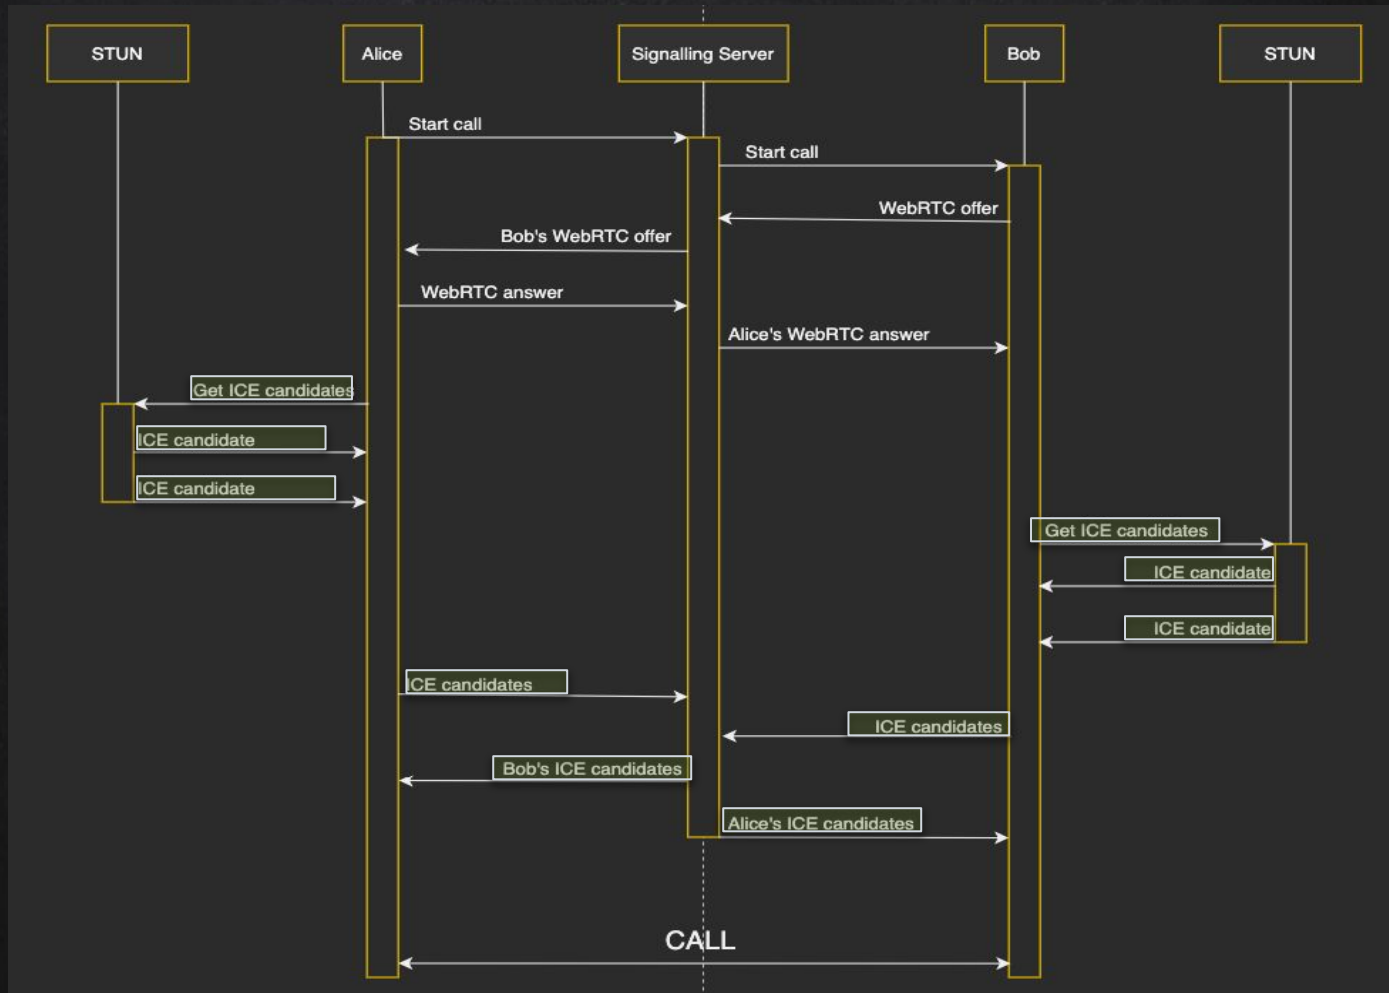 STUN
Alice
Signalling Server
Bob
STUN
Start call
Start call
WebRTC offer
Bob's WebRTC offer
WebRTC answer
Alice's WebRTC answer
Get ICE candidates
ICE candidate
ICE candidate
Get ICE candidates
ICE candidate
ICE candidate
ICE candidates
ICE candidates
Bob's ICE candidates
Alice's ICE candidates
CALL